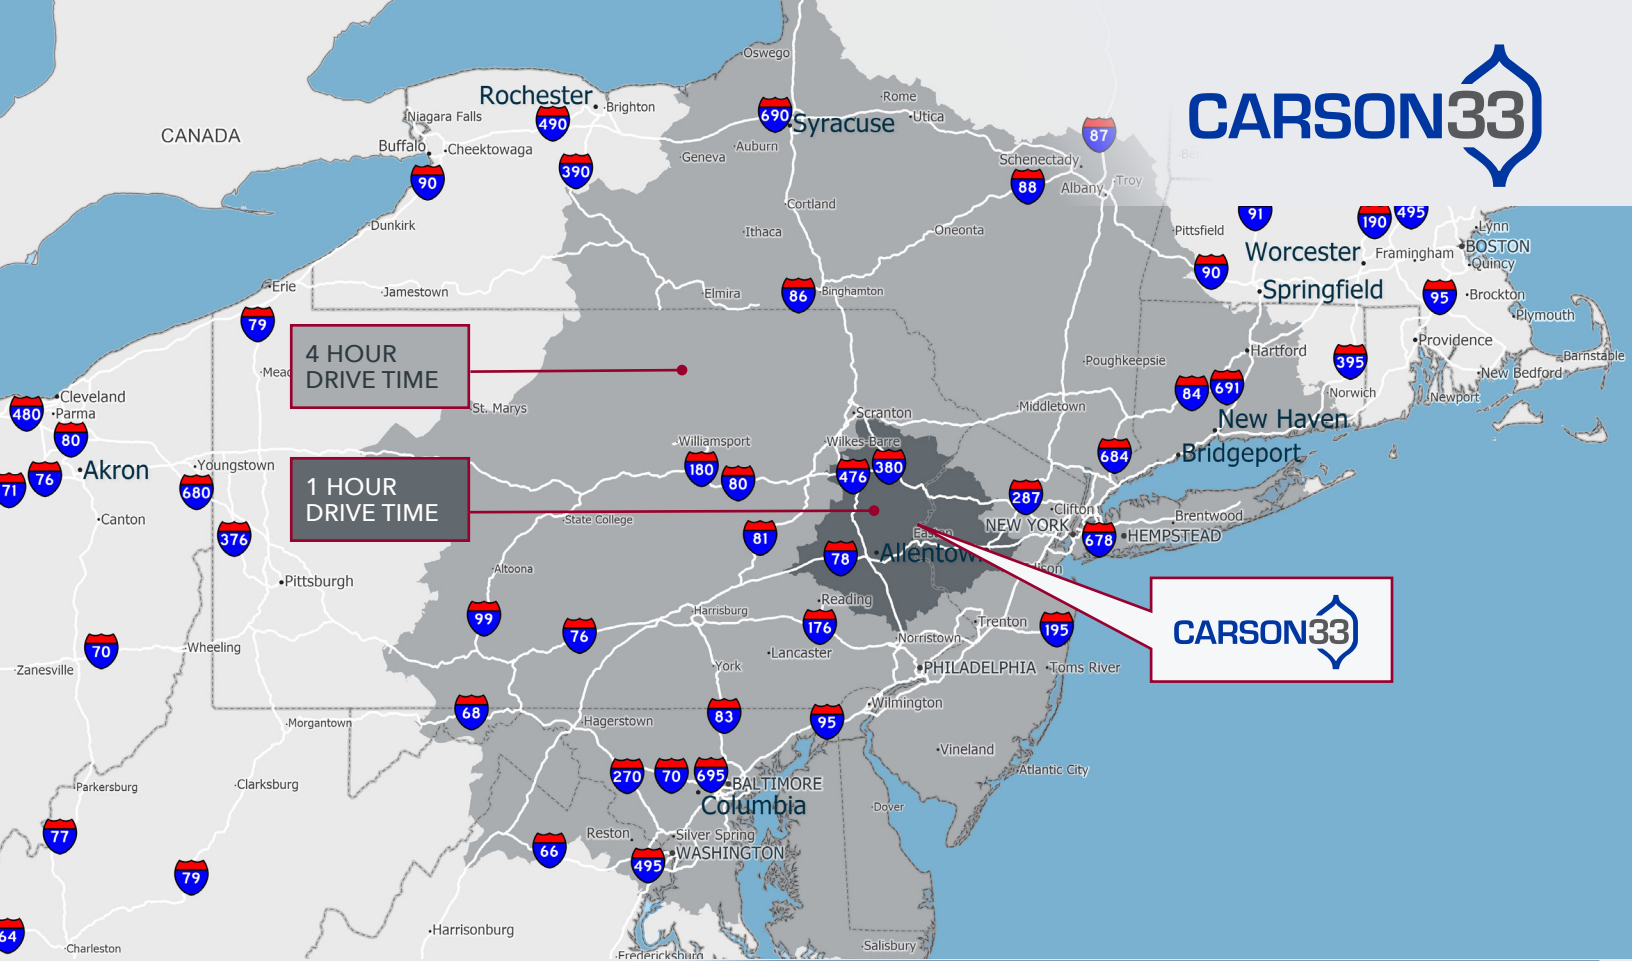 Oswego
Rochester
Rome
Brighton
690
Niagara Falls
490
Syracuse
Utica
CARSON33
87
CANADA
Buffalo
Cheektowaga
Auburn
Geneva
Schenectady
390
90
88
Albany
Troy
Cortland
91
190
495
Dunkirk
Ithaca
Oneonta
Pittsfield
Lynn
Worcester
Framingham
BOSTON
Quincy
90
Erie
Jamestown
Elmira
86
Binghamton
Springfield
95
Brockton
Plymouth
79
4 HOUR
DRIVE TIME
Poughkeepsie
Hartford
395
Providence
Barnstable
New Bedford
Cleveland
480
Parma
St. Marys
Scranton
Middletown
84
691
Norwich
Newport
New Haven
80
Williamsport
Wilkes-Barre
Bridgeport
684
71
76
Akron
Youngstown
680
180
80
476
380
1 HOUR
DRIVE TIME
287
Clifton
Canton
State College
NEW YORK
Brentwood
376
81
Easton
678
HEMPSTEAD
78
Allentown
Altoona
Pittsburgh
Reading
Harrisburg
99
76
176
Trenton
195
CARSON33
70
Wheeling
Norristown
Lancaster
Zanesville
York
PHILADELPHIA
Toms River
68
Morgantown
Hagerstown
83
95
Wilmington
Vineland
Atlantic City
270
70
695
BALTIMORE
Parkersburg
Clarksburg
Columbia
Dover
77
Reston
Silver Spring
66
495
WASHINGTON
79
64
Harrisonburg
Charleston
Fredericksburg
Salisbury